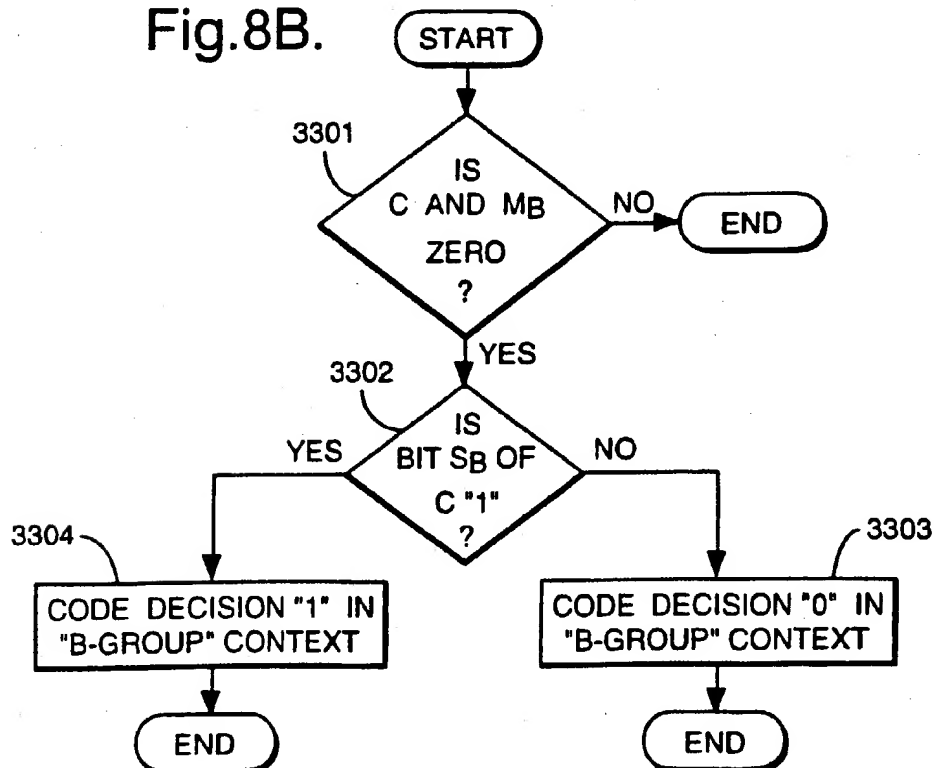 Fig.8B.
START
3301
IS
C AND MB
ZERO
?
NO
END
YES
3302
IS
BIT SB OF
C "1"
?
YES
NO
3304
3303
CODE DECISION "1" IN
"B-GROUP" CONTEXT
CODE DECISION "0" IN
"B-GROUP" CONTEXT
END
END